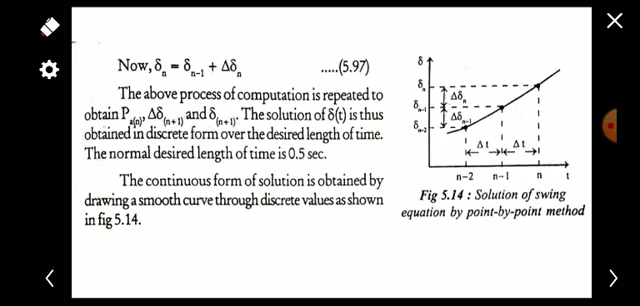 Now, δₙ = δₙ₋₁ + Δδₙ .....(5.97)
The above process of computation is repeated to
obtain Pₐ₍ₙ₎, Δδ₍ₙ₊₁₎ and δ₍ₙ₊₁₎. The solution of δ(t) is thus
obtained in discrete form over the desired length of time.
The normal desired length of time is 0.5 sec.
The continuous form of solution is obtained by
drawing a smooth curve through discrete values as shown
in fig 5.14.
δ
δₙ
Δδₙ
δₙ₋₁
Δδₙ₋₁
δₙ₋₂
Δt Δt
n−2 n−1 n t
Fig 5.14 : Solution of swing
equation by point-by-point method